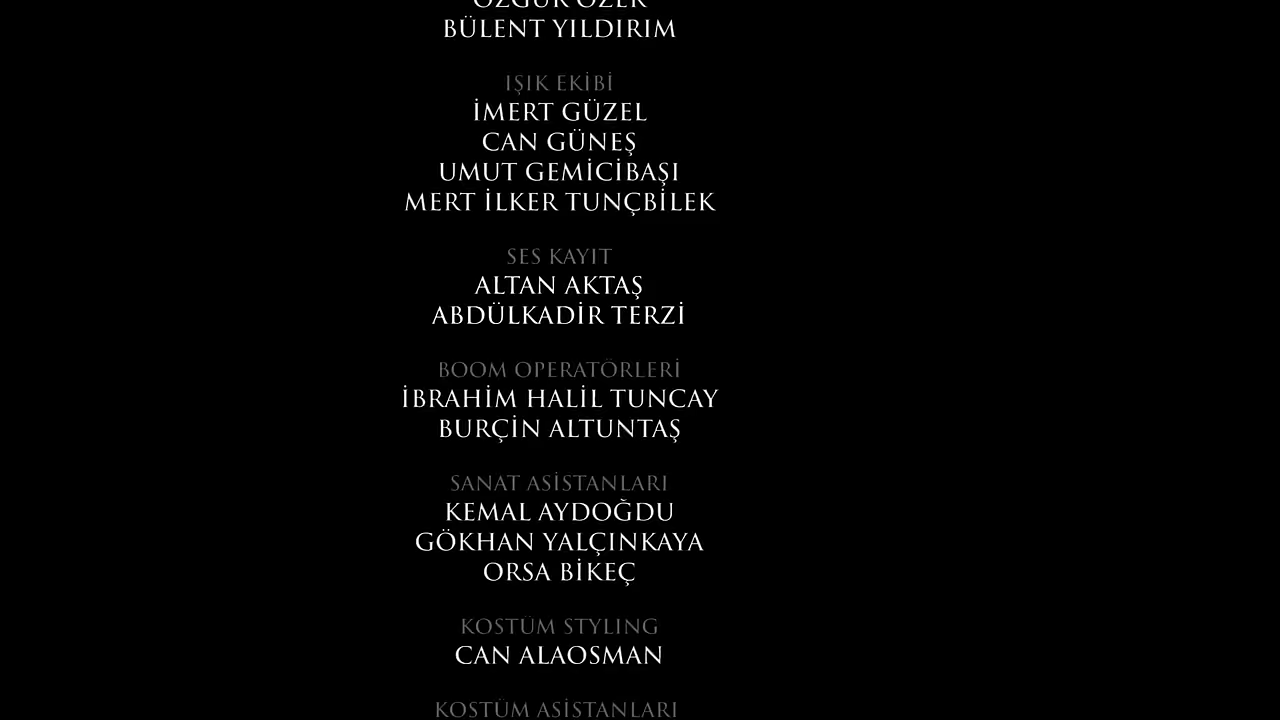 ÖZGÜR ÖZER
BÜLENT YILDIRIM
IŞIK EKİBİ
İMERT GÜZEL
CAN GÜNEŞ
UMUT GEMİCİBAŞI
MERT İLKER TUNÇBİLEK
SES KAYIT
ALTAN AKTAŞ
ABDÜLKADİR TERZİ
BOOM OPERATÖRLERİ
İBRAHİM HALİL TUNCAY
BURÇİN ALTUNTAŞ
SANAT ASİSTANLARI
KEMAL AYDOĞDU
GÖKHAN YALÇINKAYA
ORSA BİKEÇ
KOSTÜM STYLING
CAN ALAOSMAN
KOSTÜM ASİSTANLARI